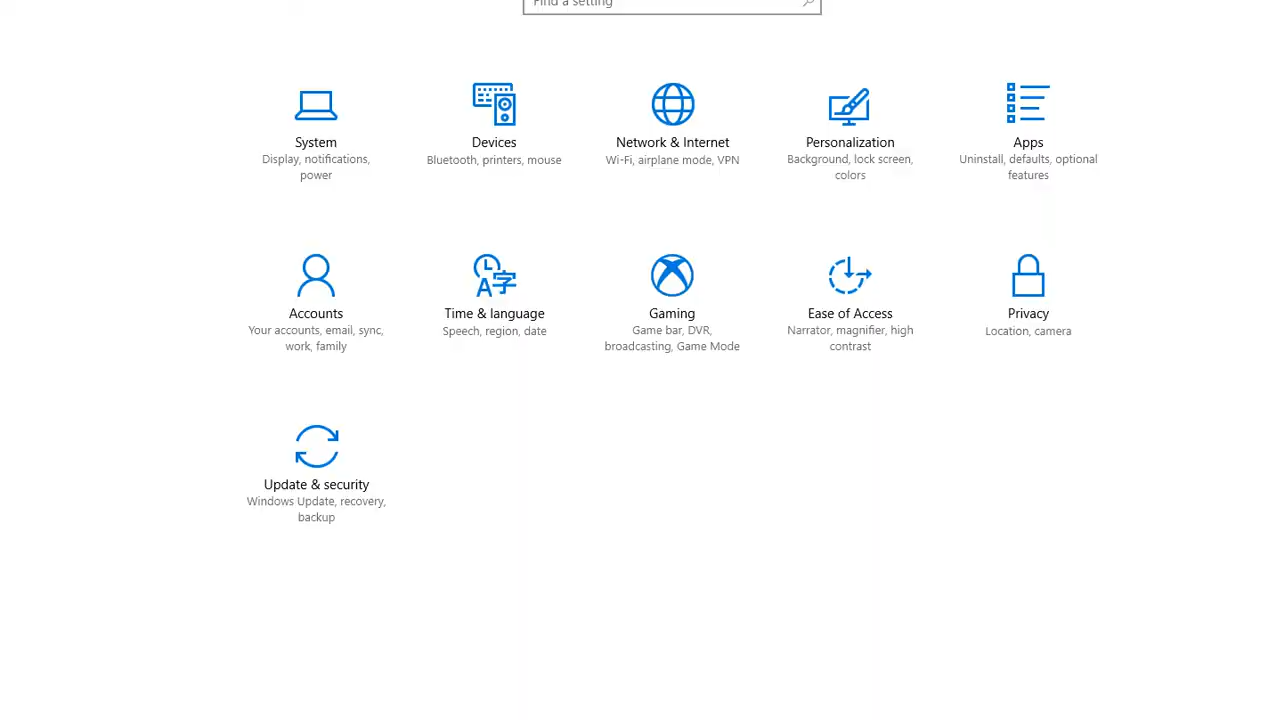 Find a setting
System
Display, notifications,
power
Devices
Bluetooth, printers, mouse
Network & Internet
Wi-Fi, airplane mode, VPN
Personalization
Background, lock screen,
colors
Apps
Uninstall, defaults, optional
features
Accounts
Your accounts, email, sync,
work, family
Time & language
Speech, region, date
Gaming
Game bar, DVR,
broadcasting, Game Mode
Ease of Access
Narrator, magnifier, high
contrast
Privacy
Location, camera
Update & security
Windows Update, recovery,
backup